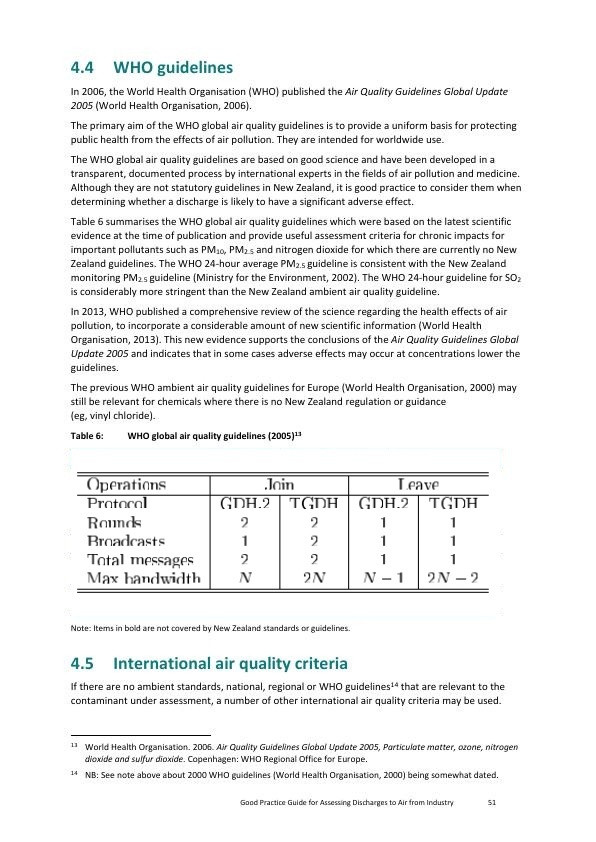 4.4 WHO guidelines
In 2006, the World Health Organisation (WHO) published the Air Quality Guidelines Global Update
2005 (World Health Organisation, 2006).
The primary aim of the WHO global air quality guidelines is to provide a uniform basis for protecting
public health from the effects of air pollution. They are intended for worldwide use.
The WHO global air quality guidelines are based on good science and have been developed in a
transparent, documented process by international experts in the fields of air pollution and medicine.
Although they are not statutory guidelines in New Zealand, it is good practice to consider them when
determining whether a discharge is likely to have a significant adverse effect.
Table 6 summarises the WHO global air quality guidelines which were based on the latest scientific
evidence at the time of publication and provide useful assessment criteria for chronic impacts for
important pollutants such as PM10, PM2.5 and nitrogen dioxide for which there are currently no New
Zealand guidelines. The WHO 24-hour average PM2.5 guideline is consistent with the New Zealand
monitoring PM2.5 guideline (Ministry for the Environment, 2002). The WHO 24-hour guideline for SO2
is considerably more stringent than the New Zealand ambient air quality guideline.
In 2013, WHO published a comprehensive review of the science regarding the health effects of air
pollution, to incorporate a considerable amount of new scientific information (World Health
Organisation, 2013). This new evidence supports the conclusions of the Air Quality Guidelines Global
Update 2005 and indicates that in some cases adverse effects may occur at concentrations lower the
guidelines.
The previous WHO ambient air quality guidelines for Europe (World Health Organisation, 2000) may
still be relevant for chemicals where there is no New Zealand regulation or guidance
(eg, vinyl chloride).
Table 6: WHO global air quality guidelines (2005)13
Operations Join Leave
Protocol GDH.2 TGDH GDH.2 TGDH
Rounds 2 2 1 1
Broadcasts 1 2 1 1
Total messages 2 2 1 1
Max bandwidth N 2N N − 1 2N − 2
Note: Items in bold are not covered by New Zealand standards or guidelines.
4.5 International air quality criteria
If there are no ambient standards, national, regional or WHO guidelines14 that are relevant to the
contaminant under assessment, a number of other international air quality criteria may be used.
13 World Health Organisation. 2006. Air Quality Guidelines Global Update 2005, Particulate matter, ozone, nitrogen
dioxide and sulfur dioxide. Copenhagen: WHO Regional Office for Europe.
14 NB: See note above about 2000 WHO guidelines (World Health Organisation, 2000) being somewhat dated.
Good Practice Guide for Assessing Discharges to Air from Industry 51